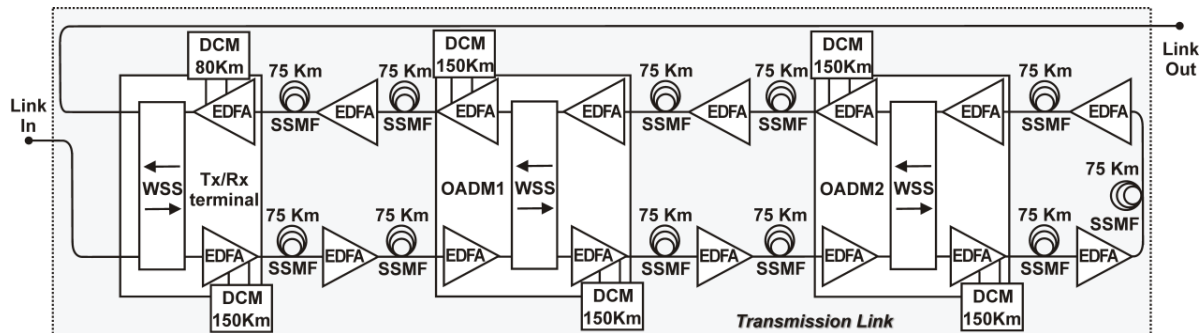 DCM
80Km
DCM
150Km
DCM
150Km
75 Km
75 Km
75 Km
75 Km
75 Km
Link
Out
Link
In
EDFA
EDFA
EDFA
EDFA
EDFA
EDFA
EDFA
EDFA
SSMF
SSMF
SSMF
SSMF
SSMF
WSS
Tx/Rx
terminal
OADM1
WSS
OADM2
WSS
75 Km
SSMF
75 Km
75 Km
75 Km
75 Km
75 Km
EDFA
EDFA
EDFA
EDFA
EDFA
EDFA
EDFA
EDFA
SSMF
SSMF
SSMF
SSMF
SSMF
DCM
150Km
DCM
150Km
DCM
150Km
Transmission Link